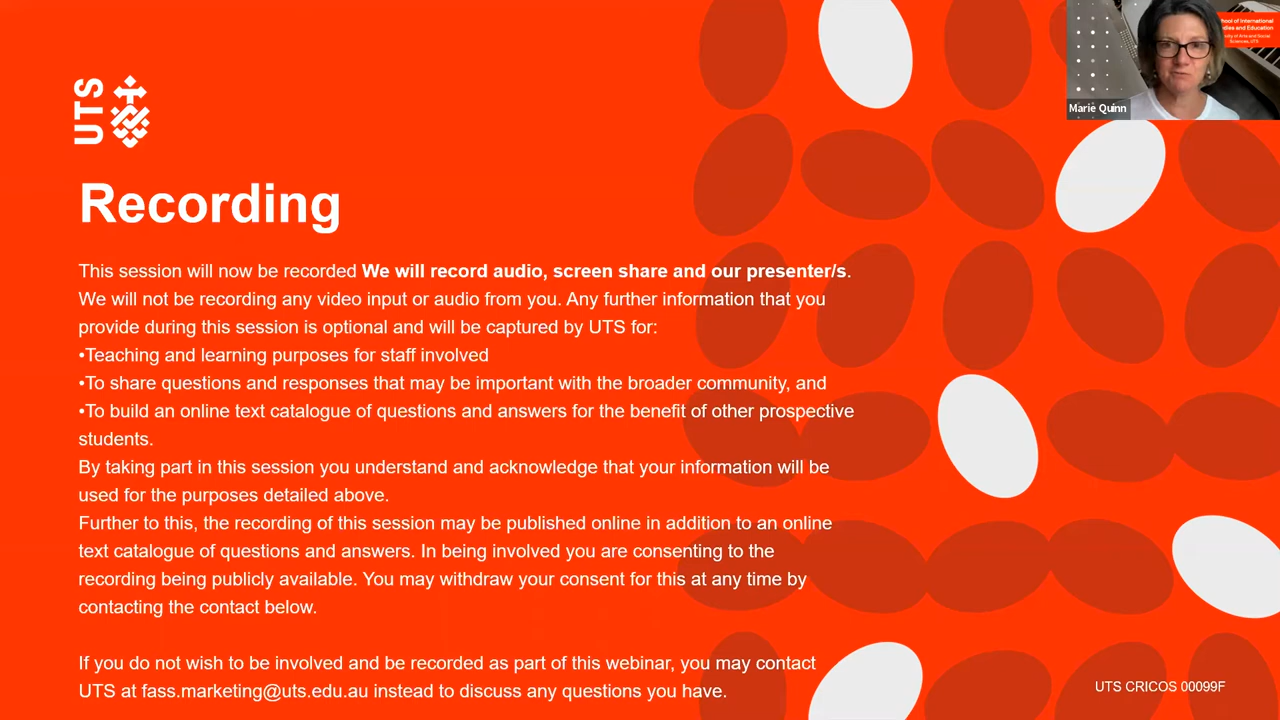 UTS
Recording
This session will now be recorded We will record audio, screen share and our presenter/s.
We will not be recording any video input or audio from you. Any further information that you
provide during this session is optional and will be captured by UTS for:
•Teaching and learning purposes for staff involved
•To share questions and responses that may be important with the broader community, and
•To build an online text catalogue of questions and answers for the benefit of other prospective
students.
By taking part in this session you understand and acknowledge that your information will be
used for the purposes detailed above.
Further to this, the recording of this session may be published online in addition to an online
text catalogue of questions and answers. In being involved you are consenting to the
recording being publicly available. You may withdraw your consent for this at any time by
contacting the contact below.
If you do not wish to be involved and be recorded as part of this webinar, you may contact
UTS at fass.marketing@uts.edu.au instead to discuss any questions you have.
UTS CRICOS 00099F
of International
and Education
of Arts and Social
Sciences, UTS
Marie Quinn